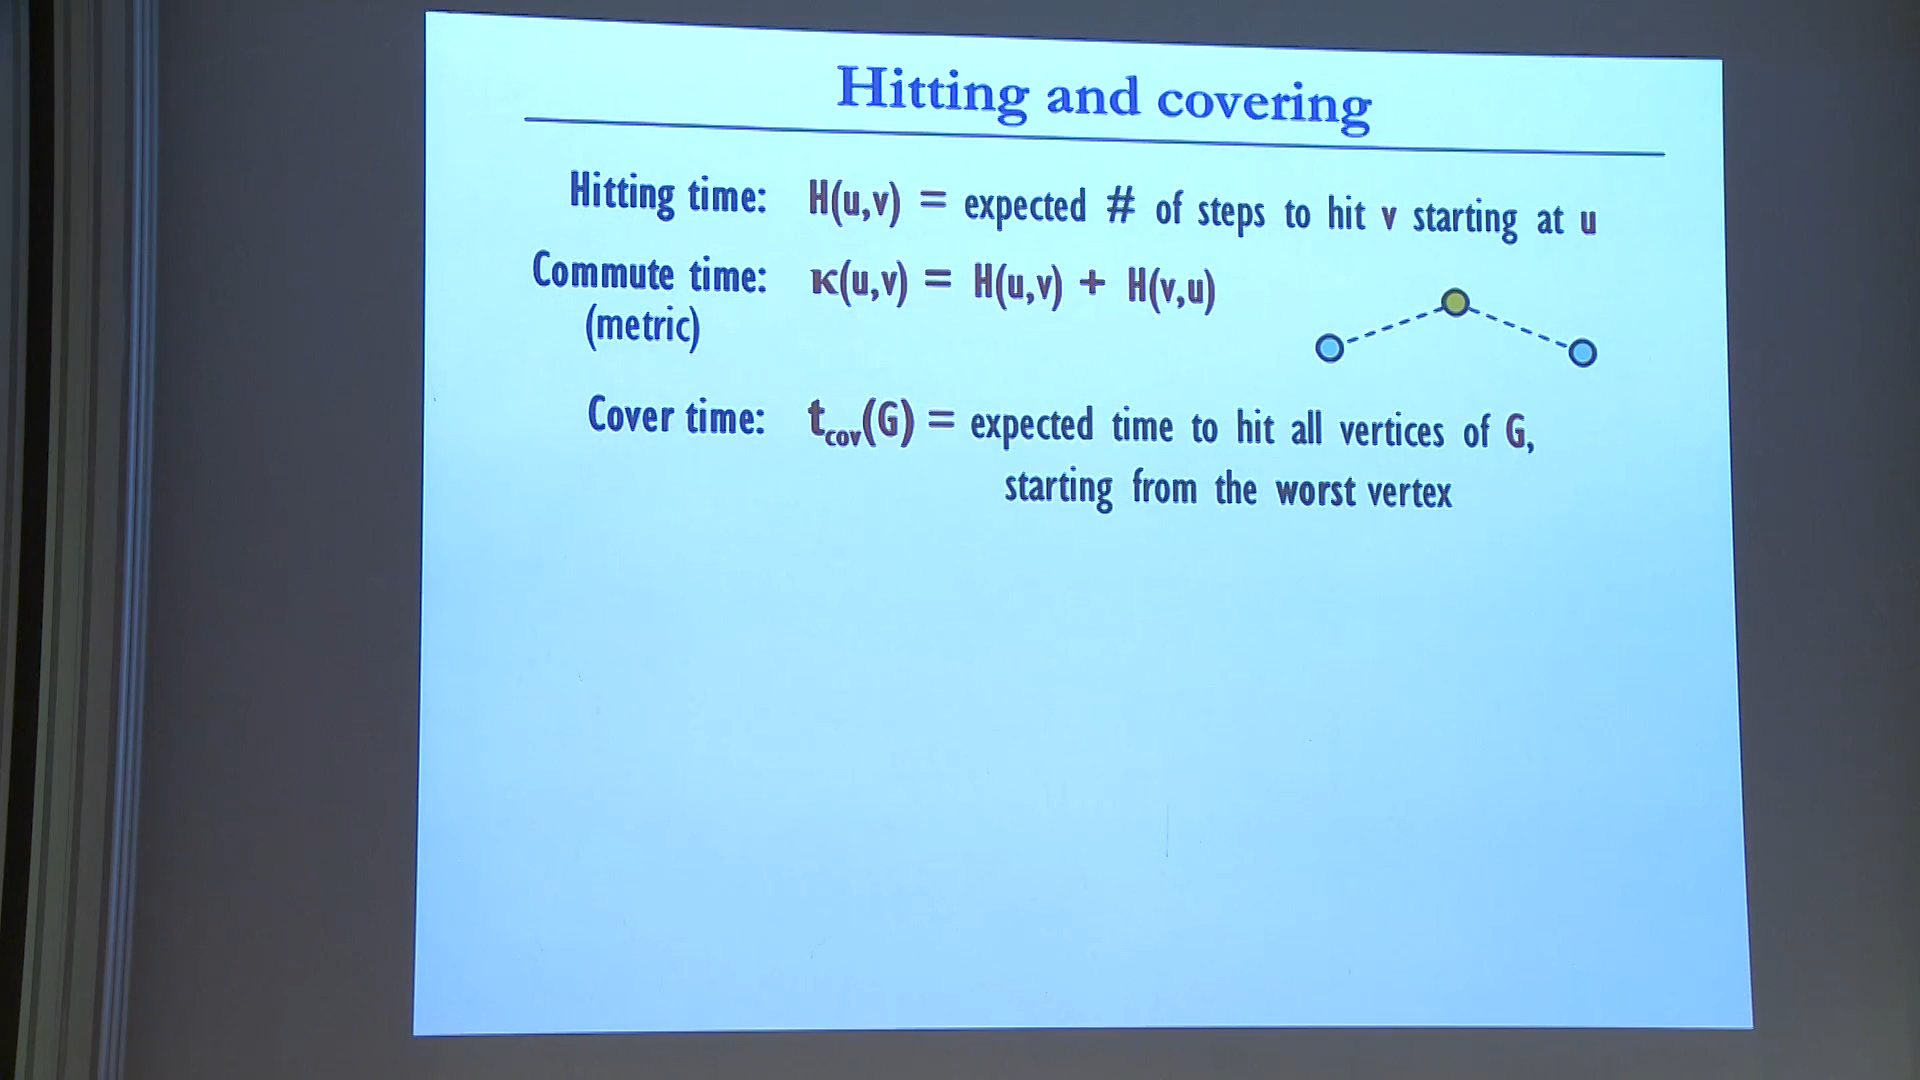 Hitting and covering
Hitting time: H(u,v) = expected # of steps to hit v starting at u
Commute time: κ(u,v) = H(u,v) + H(v,u)
(metric)
Cover time: t_cov(G) = expected time to hit all vertices of G,
starting from the worst vertex